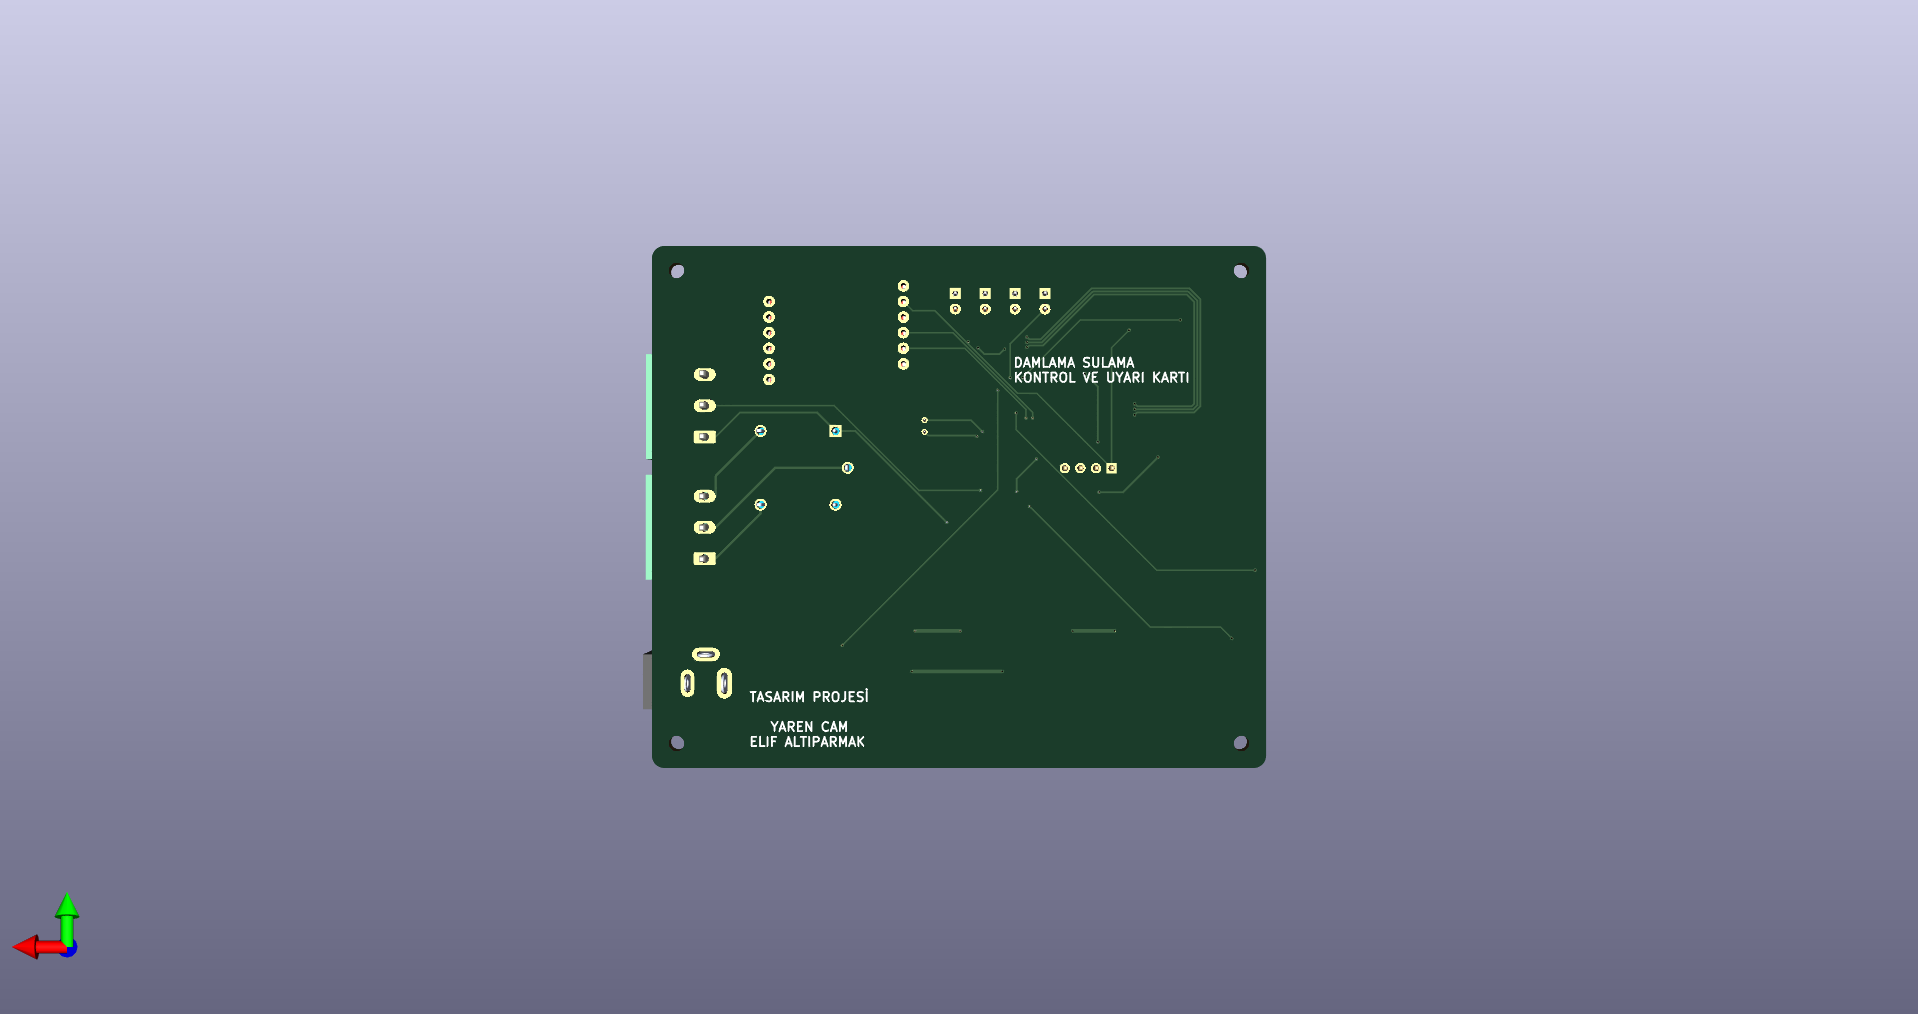 DAMLAMA SULAMA
KONTROL VE UYARI KARTI
TASARIM PROJESİ
YAREN CAM
ELIF ALTIPARMAK